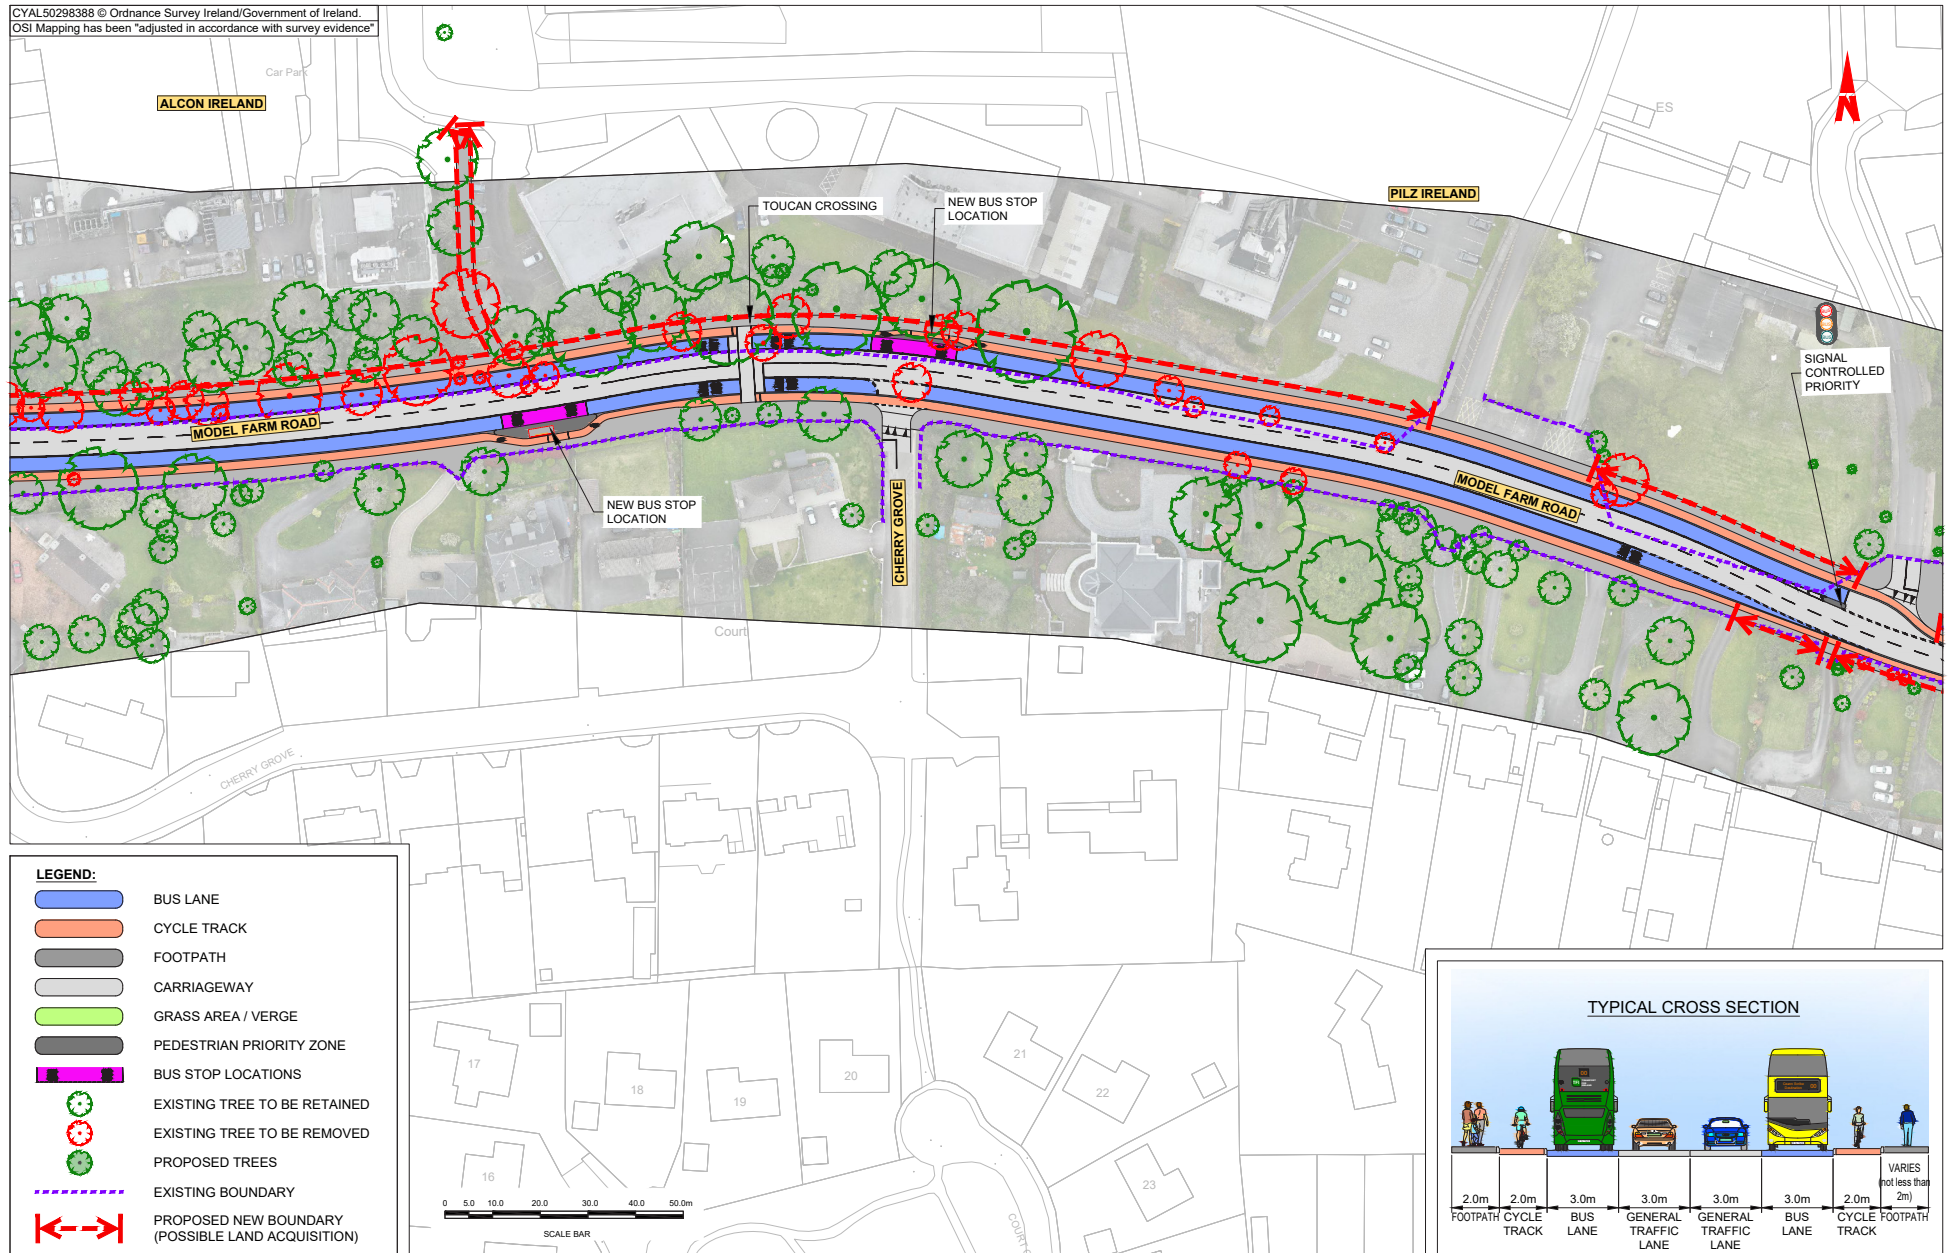 CYAL50298388 © Ordnance Survey Ireland/Government of Ireland.
OSI Mapping has been "adjusted in accordance with survey evidence"
Car Park
ALCON IRELAND
ES
PILZ IRELAND
TOUCAN CROSSING
NEW BUS STOP
LOCATION
SIGNAL
CONTROLLED
PRIORITY
MODEL FARM ROAD
NEW BUS STOP
LOCATION
CHERRY GROVE
MODEL FARM ROAD
Court
CHERRY GROVE
17
18
19
20
21
22
16
23
LEGEND:
BUS LANE
CYCLE TRACK
FOOTPATH
CARRIAGEWAY
GRASS AREA / VERGE
PEDESTRIAN PRIORITY ZONE
BUS STOP LOCATIONS
EXISTING TREE TO BE RETAINED
EXISTING TREE TO BE REMOVED
PROPOSED TREES
EXISTING BOUNDARY
PROPOSED NEW BOUNDARY
(POSSIBLE LAND ACQUISITION)
0 5.0 10.0 20.0 30.0 40.0 50.0m
SCALE BAR
TYPICAL CROSS SECTION
VARIES
(not less than
2m)
2.0m 2.0m 3.0m 3.0m 3.0m 3.0m 2.0m
FOOTPATH CYCLE TRACK BUS LANE GENERAL TRAFFIC LANE GENERAL TRAFFIC LANE BUS LANE CYCLE TRACK FOOTPATH